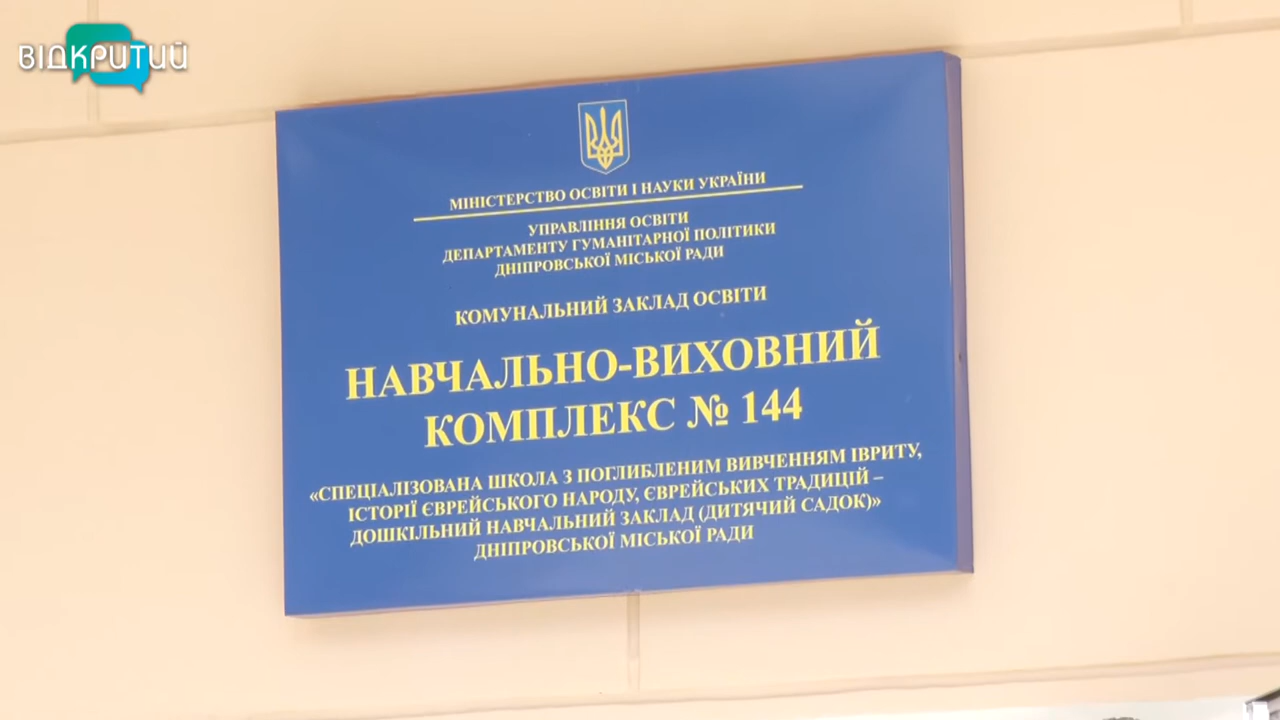 ВІДКРИТИЙ
МІНІСТЕРСТВО ОСВІТИ І НАУКИ УКРАЇНИ
УПРАВЛІННЯ ОСВІТИ
ДЕПАРТАМЕНТУ ГУМАНІТАРНОЇ ПОЛІТИКИ
ДНІПРОВСЬКОЇ МІСЬКОЇ РАДИ
КОМУНАЛЬНИЙ ЗАКЛАД ОСВІТИ
НАВЧАЛЬНО-ВИХОВНИЙ
КОМПЛЕКС № 144
«СПЕЦІАЛІЗОВАНА ШКОЛА З ПОГЛИБЛЕНИМ ВИВЧЕННЯМ ІВРИТУ,
ІСТОРІЇ ЄВРЕЙСЬКОГО НАРОДУ, ЄВРЕЙСЬКИХ ТРАДИЦІЙ –
ДОШКІЛЬНИЙ НАВЧАЛЬНИЙ ЗАКЛАД (ДИТЯЧИЙ САДОК)»
ДНІПРОВСЬКОЇ МІСЬКОЇ РАДИ